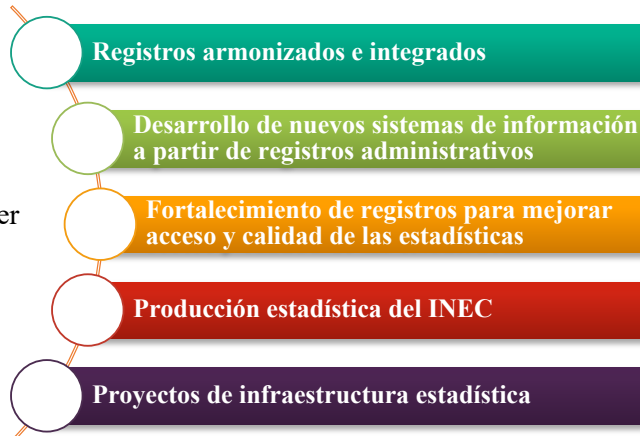 Registros armonizados e integrados
Desarrollo de nuevos sistemas de información
a partir de registros administrativos
er
Fortalecimiento de registros para mejorar
acceso y calidad de las estadísticas
Producción estadística del INEC
Proyectos de infraestructura estadística